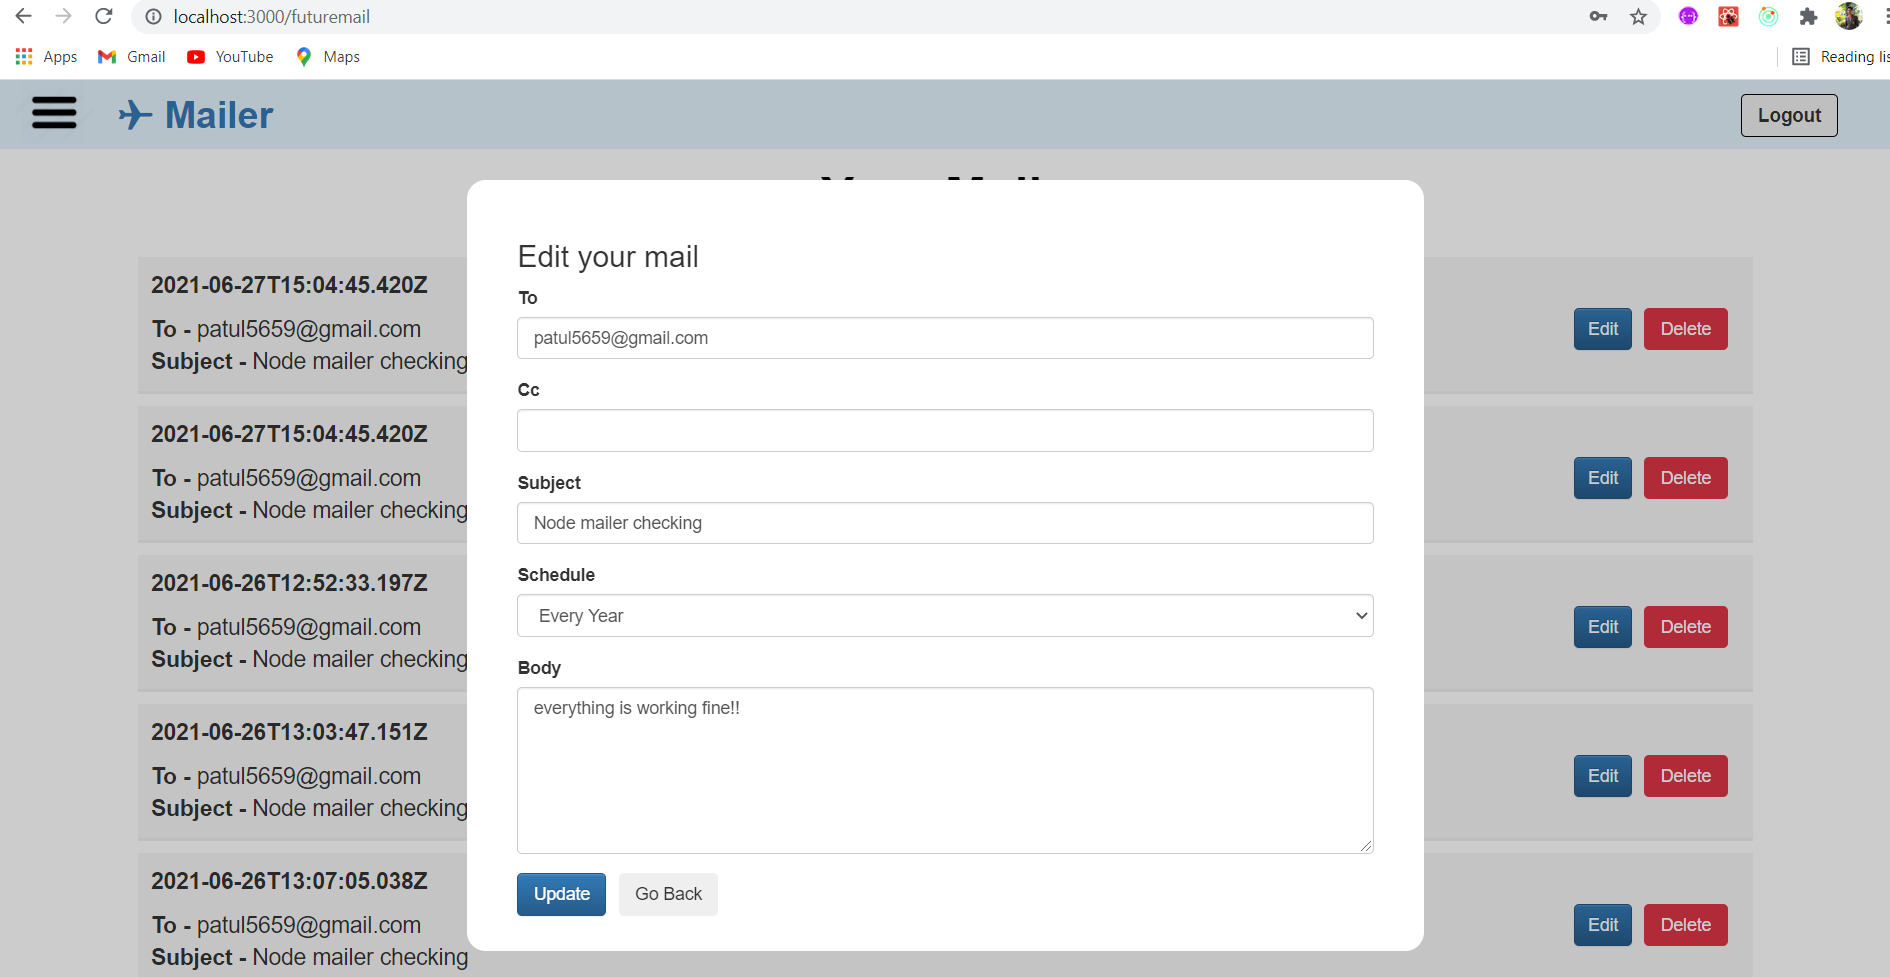 localhost:3000/futuremail
Apps Gmail YouTube Maps Reading lis
Mailer Logout
Edit your mail
To
patul5659@gmail.com
Cc
Subject
Node mailer checking
Schedule
Every Year
Body
everything is working fine!!
Update Go Back
2021-06-27T15:04:45.420Z
To - patul5659@gmail.com
Subject - Node mailer checking
Edit Delete
2021-06-27T15:04:45.420Z
To - patul5659@gmail.com
Subject - Node mailer checking
Edit Delete
2021-06-26T12:52:33.197Z
To - patul5659@gmail.com
Subject - Node mailer checking
Edit Delete
2021-06-26T13:03:47.151Z
To - patul5659@gmail.com
Subject - Node mailer checking
Edit Delete
2021-06-26T13:07:05.038Z
To - patul5659@gmail.com
Subject - Node mailer checking
Edit Delete